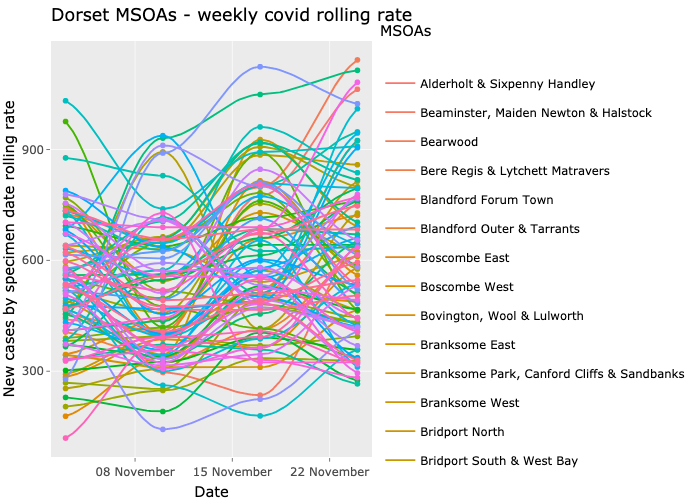 Dorset MSOAs - weekly covid rolling rate
MSOAs
New cases by specimen date rolling rate
900
600
300
08 November
15 November
22 November
Date
Alderholt & Sixpenny Handley
Beaminster, Maiden Newton & Halstock
Bearwood
Bere Regis & Lytchett Matravers
Blandford Forum Town
Blandford Outer & Tarrants
Boscombe East
Boscombe West
Bovington, Wool & Lulworth
Branksome East
Branksome Park, Canford Cliffs & Sandbanks
Branksome West
Bridport North
Bridport South & West Bay